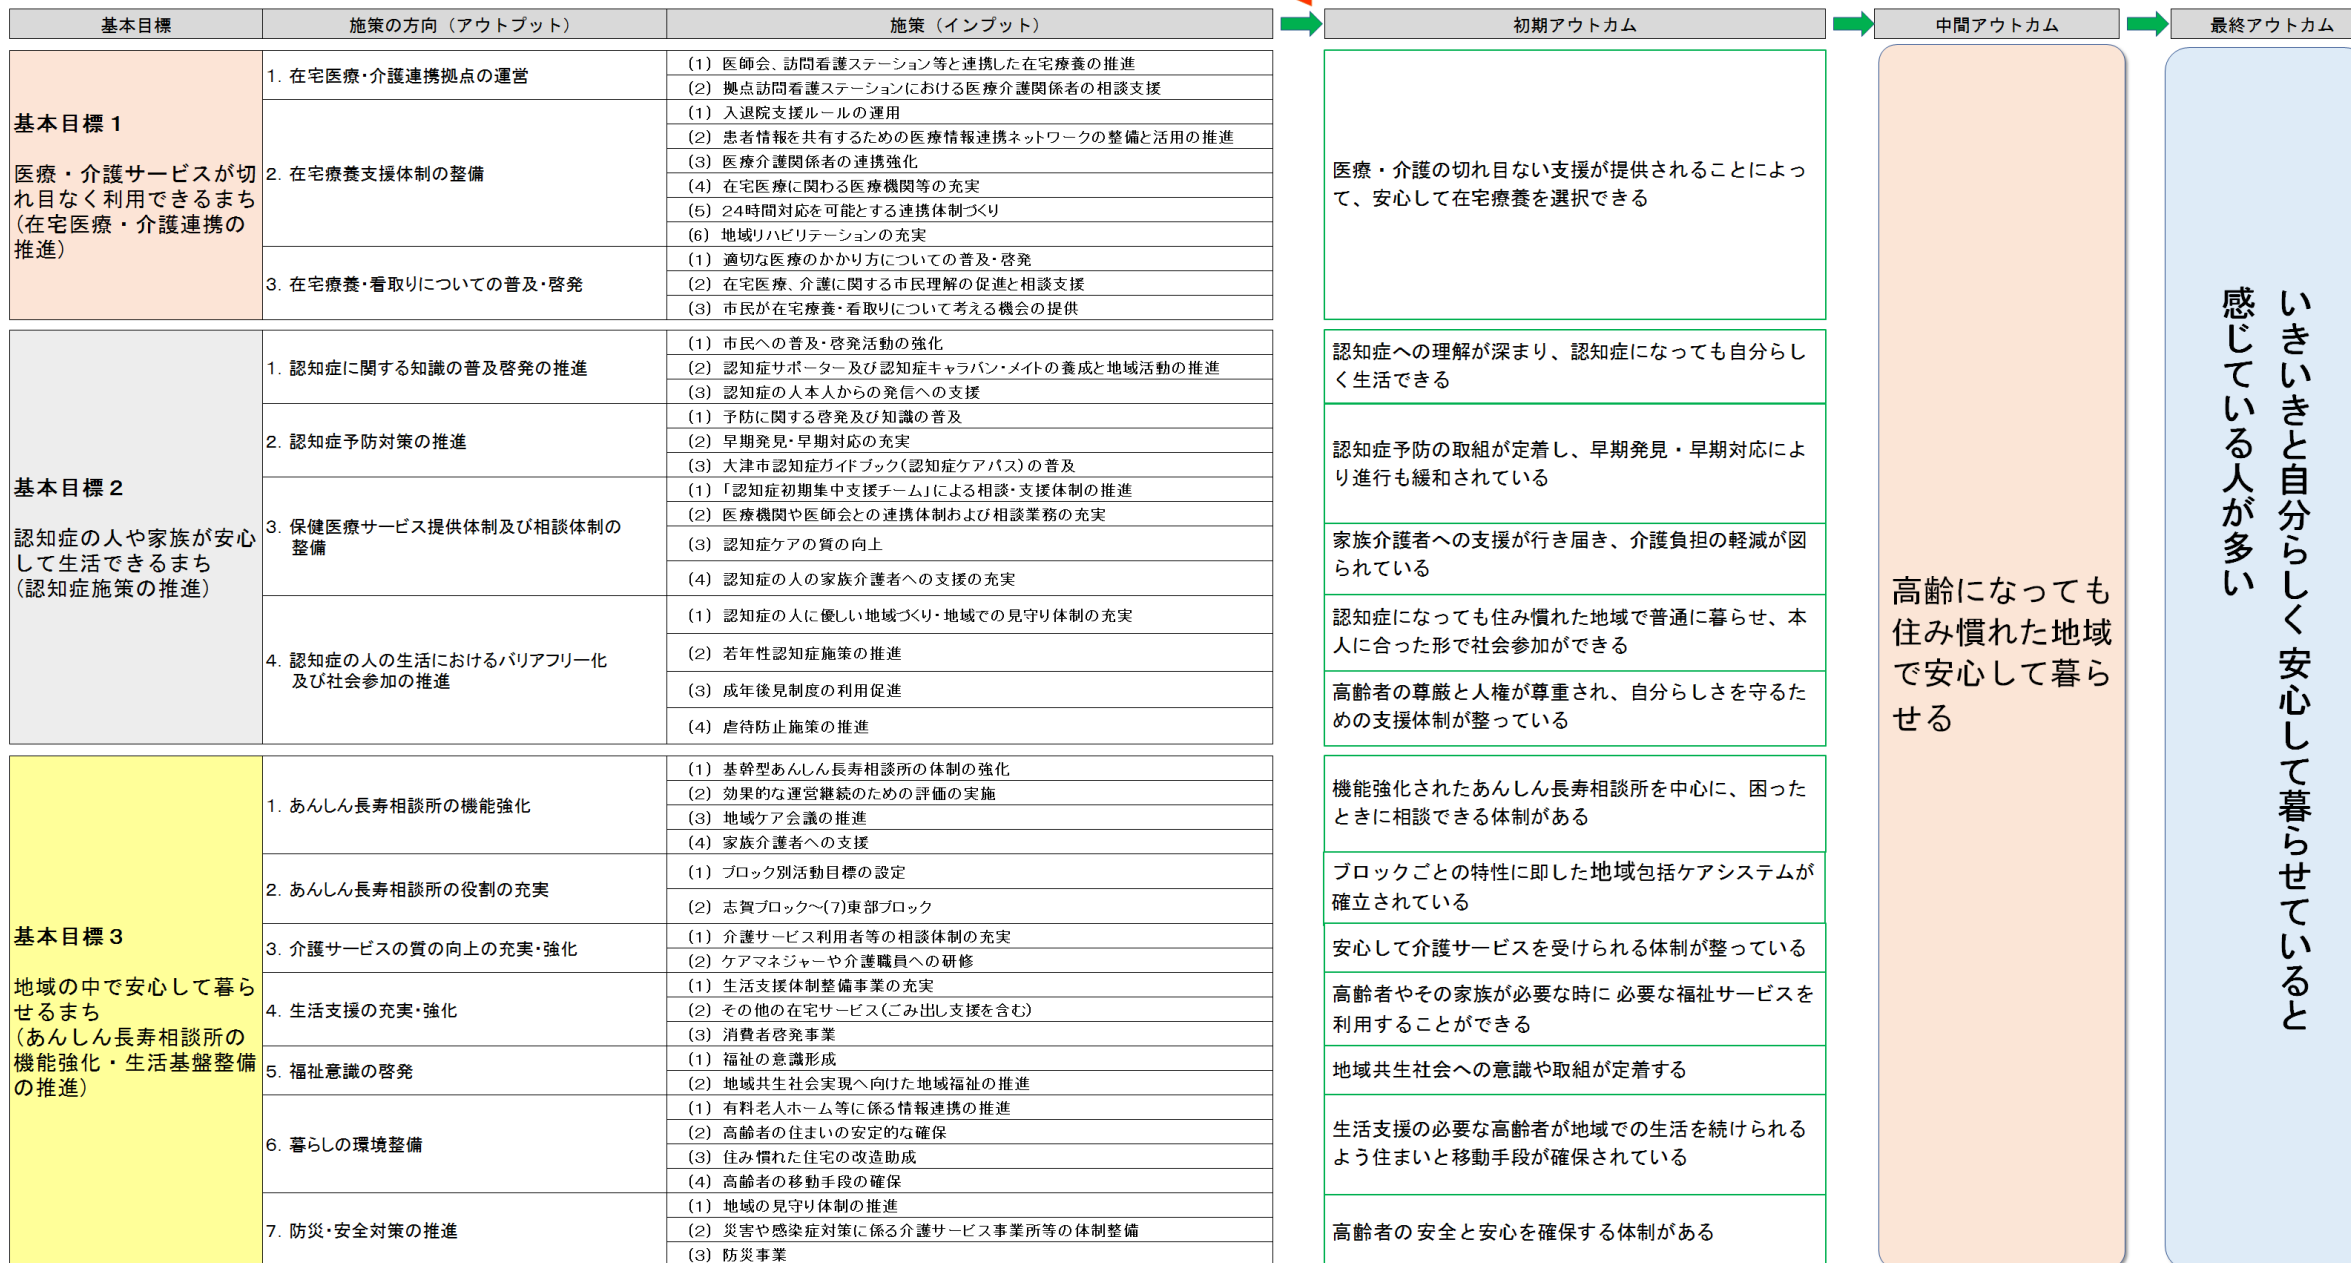 基本目標
施策の方向（アウトプット）
施策（インプット）
初期アウトカム
中間アウトカム
最終アウトカム
基本目標１
医療・介護サービスが切
れ目なく利用できるまち
(在宅医療・介護連携の
推進)
1. 在宅医療・介護連携拠点の運営
(1) 医師会、訪問看護ステーション等と連携した在宅療養の推進
(2) 拠点訪問看護ステーションにおける医療介護関係者の相談支援
2. 在宅療養支援体制の整備
(1) 入退院支援ルールの運用
(2) 患者情報を共有するための医療情報連携ネットワークの整備と活用の推進
(3) 医療介護関係者の連携強化
(4) 在宅医療に関わる医療機関等の充実
(5) 24時間対応を可能とする連携体制づくり
(6) 地域リハビリテーションの充実
3. 在宅療養・看取りについての普及・啓発
(1) 適切な医療のかかり方についての普及・啓発
(2) 在宅医療、介護に関する市民理解の促進と相談支援
(3) 市民が在宅療養・看取りについて考える機会の提供
医療・介護の切れ目ない支援が提供されることによっ
て、安心して在宅療養を選択できる
基本目標２
認知症の人や家族が安心
して生活できるまち
(認知症施策の推進)
1. 認知症に関する知識の普及啓発の推進
(1) 市民への普及・啓発活動の強化
(2) 認知症サポーター及び認知症キャラバン・メイトの養成と地域活動の推進
(3) 認知症の人本人からの発信への支援
2. 認知症予防対策の推進
(1) 予防に関する啓発及び知識の普及
(2) 早期発見・早期対応の充実
(3) 大津市認知症ガイドブック(認知症ケアパス)の普及
3. 保健医療サービス提供体制及び相談体制の
整備
(1) 「認知症初期集中支援チーム」による相談・支援体制の推進
(2) 医療機関や医師会との連携体制および相談業務の充実
(3) 認知症ケアの質の向上
(4) 認知症の人の家族介護者への支援の充実
4. 認知症の人の生活におけるバリアフリー化
及び社会参加の推進
(1) 認知症の人に優しい地域づくり・地域での見守り体制の充実
(2) 若年性認知症施策の推進
(3) 成年後見制度の利用促進
(4) 虐待防止施策の推進
認知症への理解が深まり、認知症になっても自分らし
く生活できる
認知症予防の取組が定着し、早期発見・早期対応によ
り進行も緩和されている
家族介護者への支援が行き届き、介護負担の軽減が図
られている
認知症になっても住み慣れた地域で普通に暮らせ、本
人に合った形で社会参加ができる
高齢者の尊厳と人権が尊重され、自分らしさを守るた
めの支援体制が整っている
基本目標３
地域の中で安心して暮ら
せるまち
(あんしん長寿相談所の
機能強化・生活基盤整備
の推進)
1. あんしん長寿相談所の機能強化
(1) 基幹型あんしん長寿相談所の体制の強化
(2) 効果的な運営継続のための評価の実施
(3) 地域ケア会議の推進
(4) 家族介護者への支援
2. あんしん長寿相談所の役割の充実
(1) ブロック別活動目標の設定
(2) 志賀ブロック～(7)東部ブロック
3. 介護サービスの質の向上の充実・強化
(1) 介護サービス利用者等の相談体制の充実
(2) ケアマネジャーや介護職員への研修
4. 生活支援の充実・強化
(1) 生活支援体制整備事業の充実
(2) その他の在宅サービス(ごみ出し支援を含む)
(3) 消費者啓発事業
5. 福祉意識の啓発
(1) 福祉の意識形成
(2) 地域共生社会実現へ向けた地域福祉の推進
6. 暮らしの環境整備
(1) 有料老人ホーム等に係る情報連携の推進
(2) 高齢者の住まいの安定的な確保
(3) 住み慣れた住宅の改造助成
(4) 高齢者の移動手段の確保
7. 防災・安全対策の推進
(1) 地域の見守り体制の推進
(2) 災害や感染症対策に係る介護サービス事業所等の体制整備
(3) 防災事業
機能強化されたあんしん長寿相談所を中心に、困った
ときに相談できる体制がある
ブロックごとの特性に即した地域包括ケアシステムが
確立されている
安心して介護サービスを受けられる体制が整っている
高齢者やその家族が必要な時に 必要な福祉サービスを
利用することができる
地域共生社会への意識や取組が定着する
生活支援の必要な高齢者が地域での生活を続けられる
よう住まいと移動手段が確保されている
高齢者の安全と安心を確保する体制がある
高齢になっても
住み慣れた地域
で安心して暮ら
せる
いきいきと自分らしく安心して暮らせていると
感じている人が多い